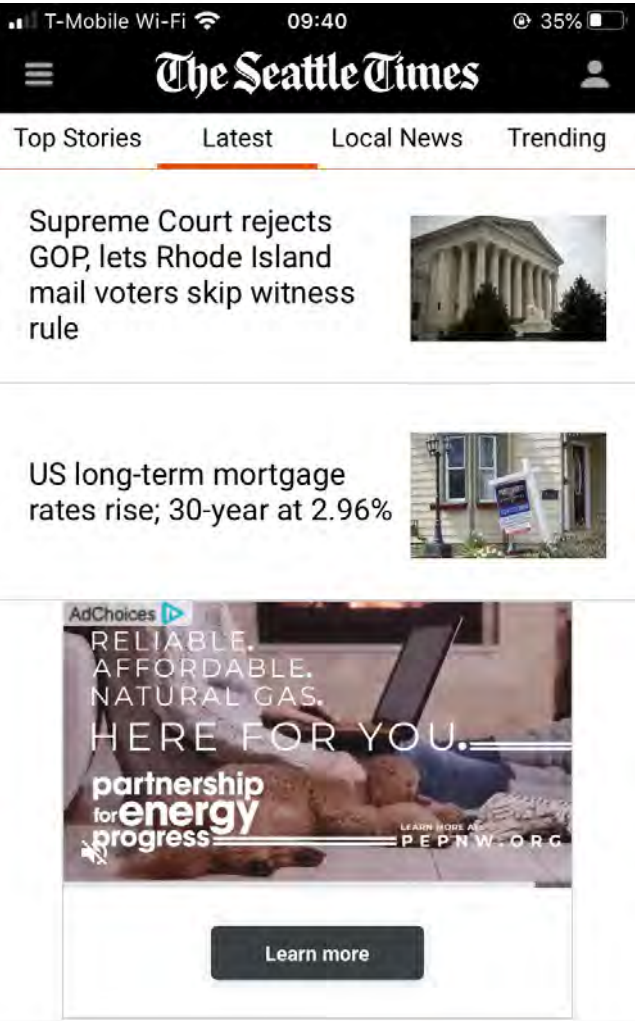 T-Mobile Wi-Fi 09:40 35%
The Seattle Times
Top Stories Latest Local News Trending
Supreme Court rejects
GOP, lets Rhode Island
mail voters skip witness
rule
US long-term mortgage
rates rise; 30-year at 2.96%
AdChoices
RELIABLE.
AFFORDABLE.
NATURAL GAS.
HERE FOR YOU.
partnership
for energy
progress
LEARN MORE AT
PEPNW.ORG
Learn more